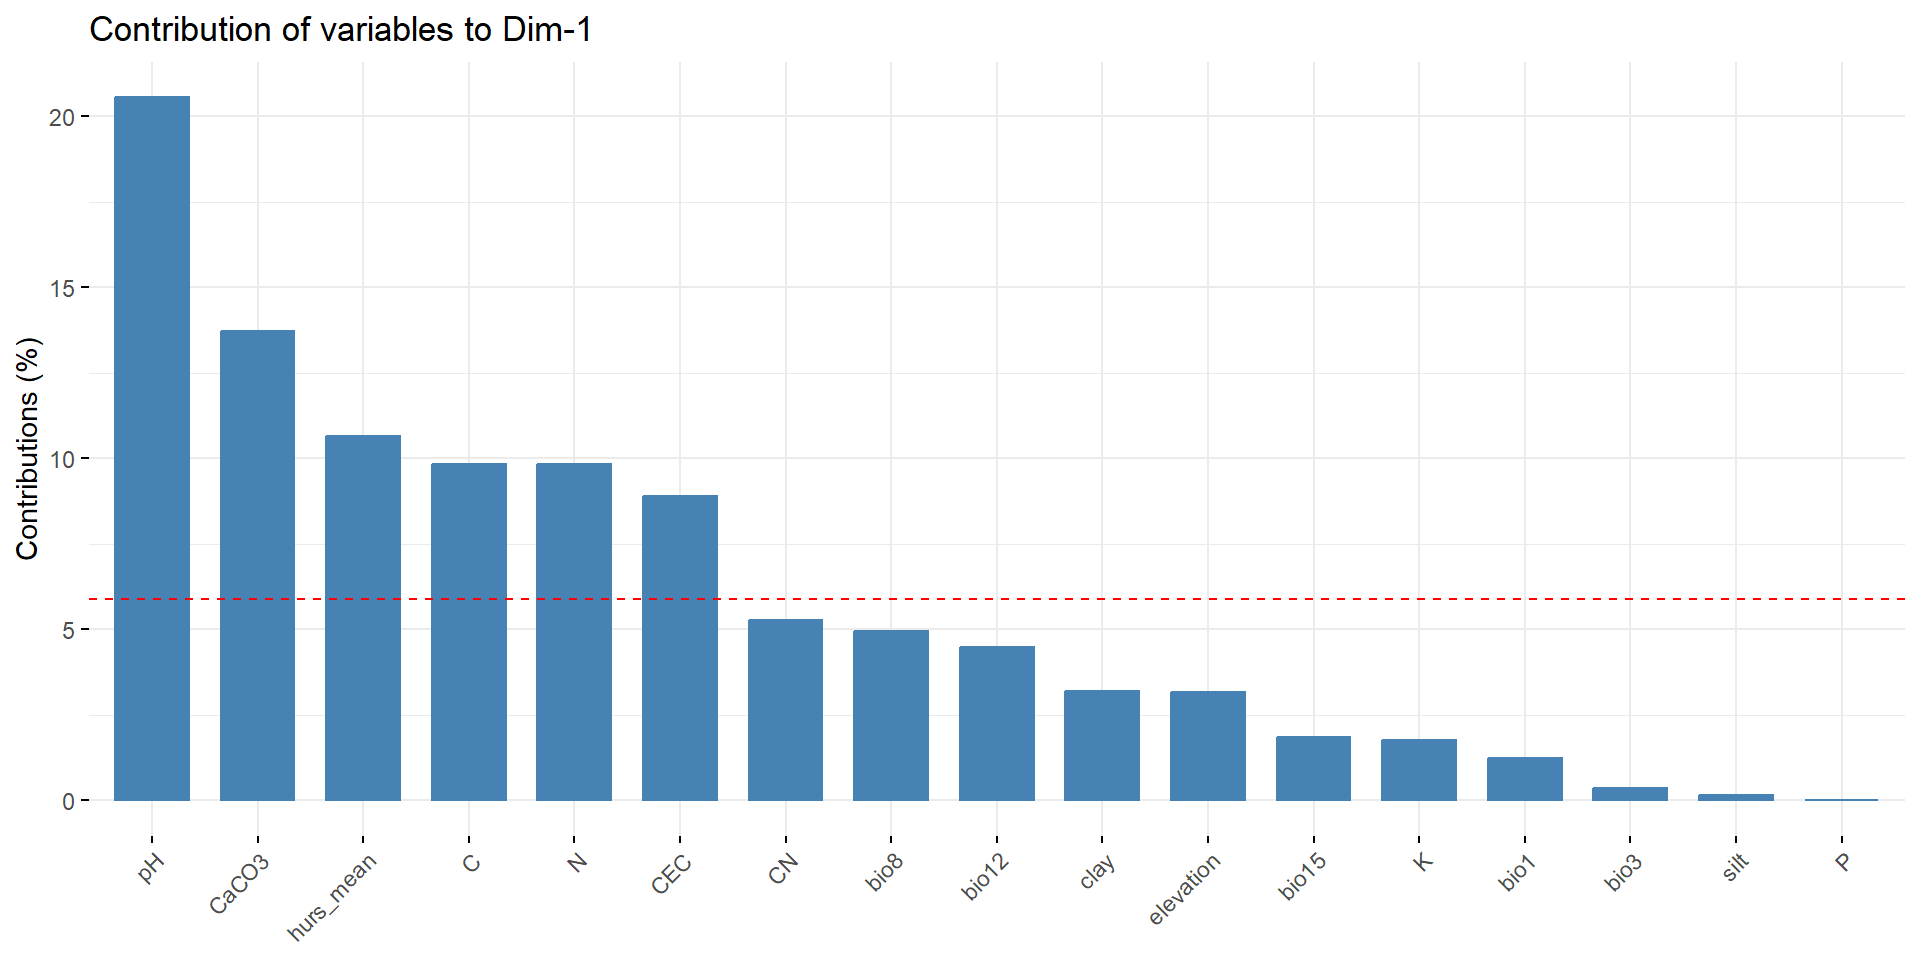 Contribution of variables to Dim-1
Contributions (%)
20
15
10
5
0
pH
CaCO3
hurs_mean
C
N
CEC
CN
bio8
bio12
clay
elevation
bio15
K
bio1
bio3
silt
P